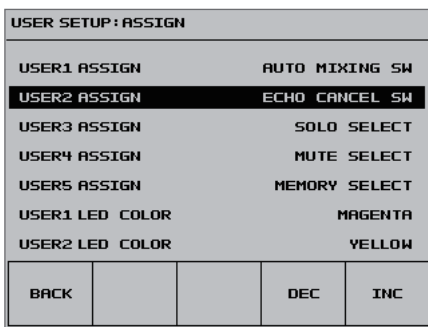 USER SETUP:ASSIGN
USER1 ASSIGN AUTO MIXING SW
USER2 ASSIGN ECHO CANCEL SW
USER3 ASSIGN SOLO SELECT
USER4 ASSIGN MUTE SELECT
USER5 ASSIGN MEMORY SELECT
USER1 LED COLOR MAGENTA
USER2 LED COLOR YELLOW
BACK DEC INC